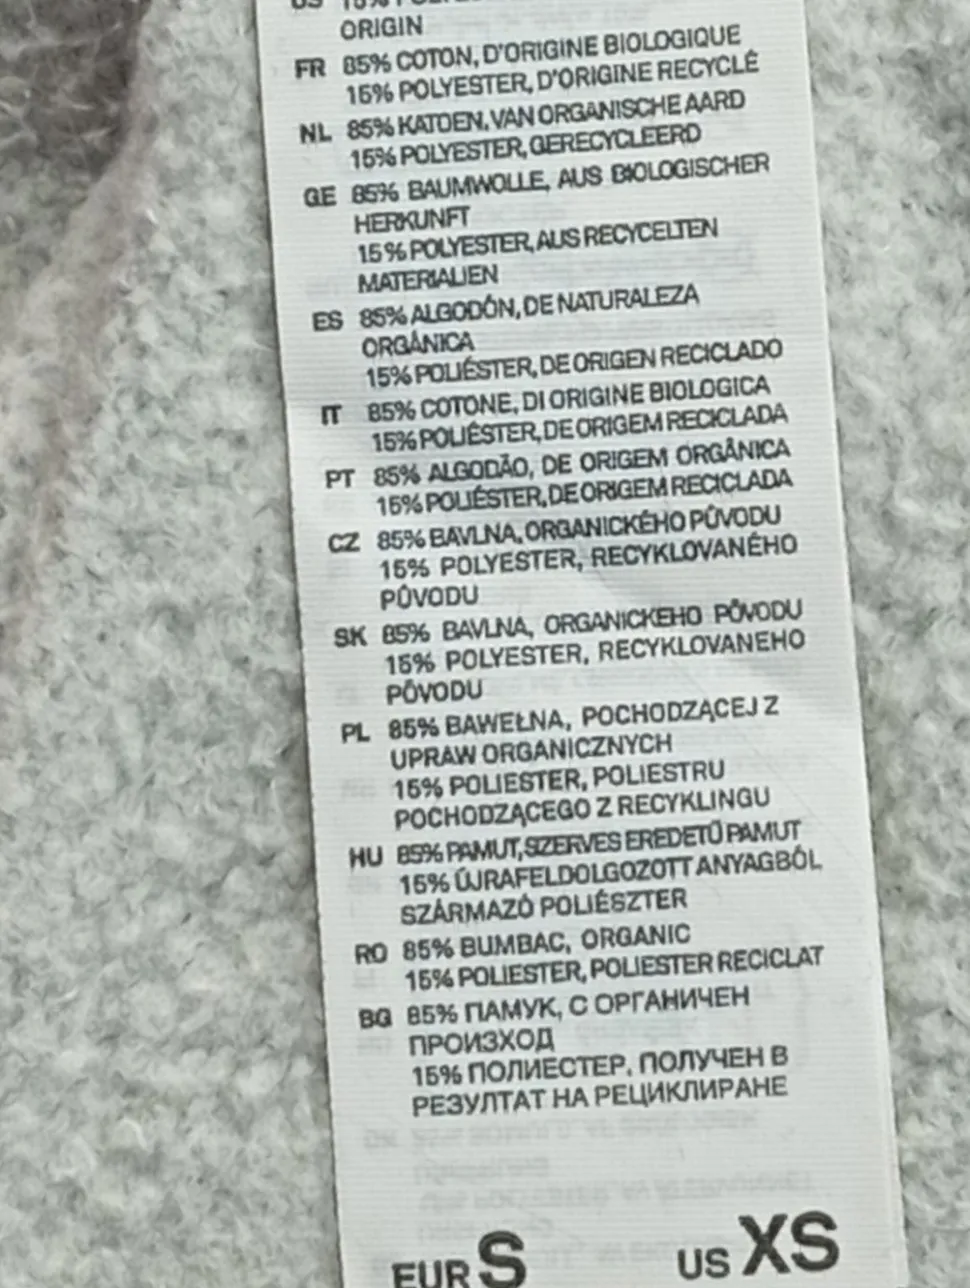 US 15% POLYESTER
ORIGIN
FR 85% COTON, D'ORIGINE BIOLOGIQUE
15% POLYESTER, D'ORIGINE RECYCLÉ
NL 85% KATOEN, VAN ORGANISCHE AARD
15% POLYESTER, GERECYCLEERD
GE 85% BAUMWOLLE, AUS BIOLOGISCHER
HERKUNFT
15% POLYESTER, AUS RECYCELTEN
MATERIALIEN
ES 85% ALGODÓN, DE NATURALEZA
ORGÂNICA
15% POLIÉSTER, DE ORIGEN RECICLADO
IT 85% COTONE, DI ORIGINE BIOLOGICA
15% POLIÉSTER, DE ORIGEM RECICLADA
PT 85% ALGODÃO, DE ORIGEM ORGÂNICA
15% POLIÉSTER, DE ORIGEM RECICLADA
CZ 85% BAVLNA, ORGANICKÉHO PŮVODU
15% POLYESTER, RECYKLOVANÉHO
PŮVODU
SK 85% BAVLNA, ORGANICKEHO PÔVODU
15% POLYESTER, RECYKLOVANEHO
PÔVODU
PL 85% BAWEŁNA, POCHODZĄCEJ Z
UPRAW ORGANICZNYCH
15% POLIESTER, POLIESTRU
POCHODZĄCEGO Z RECYKLINGU
HU 85% PAMUT, SZERVES EREDETŰ PAMUT
15% ÚJRAFELDOLGOZOTT ANYAGBÓL
SZÁRMAZÓ POLIÉSZTER
RO 85% BUMBAC, ORGANIC
15% POLIESTER, POLIESTER RECICLAT
BG 85% ПАМУК, С ОРГАНИЧЕН
ПРОИЗХОД
15% ПОЛИЕСТЕР, ПОЛУЧЕН В
РЕЗУЛТАТ НА РЕЦИКЛИРАНЕ
EUR S US XS